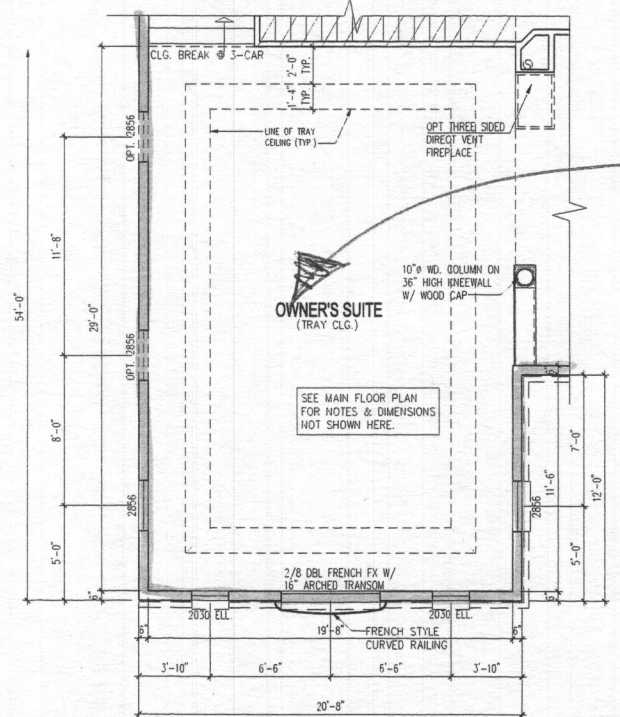 CLG. BREAK @ 3-CAR
2'-0"
TYP.
1'-4"
TYP
LINE OF TRAY
CEILING (TYP)
OPT THREE SIDED
DIRECT VENT
FIREPLACE
OPT. 2856
11'-8"
54'-0"
29'-0"
10"ø WD. COLUMN ON
36" HIGH KNEEWALL
W/ WOOD CAP
OWNER'S SUITE
(TRAY CLG.)
OPT. 2856
SEE MAIN FLOOR PLAN
FOR NOTES & DIMENSIONS
NOT SHOWN HERE.
6"
8'-0"
7'-0"
11'-6"
12'-0"
2856
2856
5'-0"
5'-0"
2/8 DBL FRENCH FX W/
16" ARCHED TRANSOM
6"
6"
2030 ELL.
2030 ELL.
6"
19'-8"
6"
FRENCH STYLE
CURVED RAILING
3'-10"
6'-6"
6'-6"
3'-10"
20'-8"